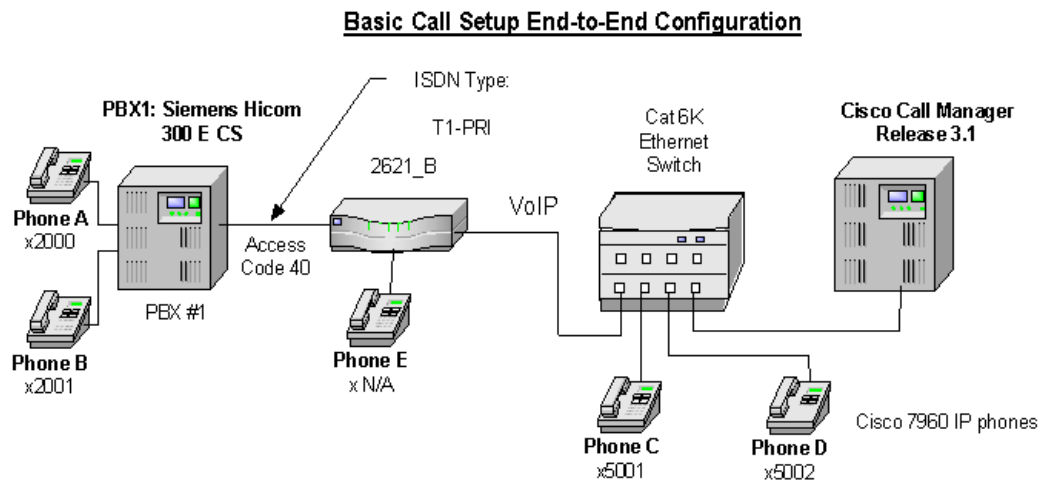 Basic Call Setup End-to-End Configuration
ISDN Type:
T1-PRI
PBX1: Siemens Hicom
300 E CS
2621_B
Cat 6K
Ethernet
Switch
Cisco Call Manager
Release 3.1
Phone A
x2000
Access
Code 40
VoIP
PBX #1
Phone B
x2001
Phone E
x N/A
Phone C
x5001
Phone D
x5002
Cisco 7960 IP phones